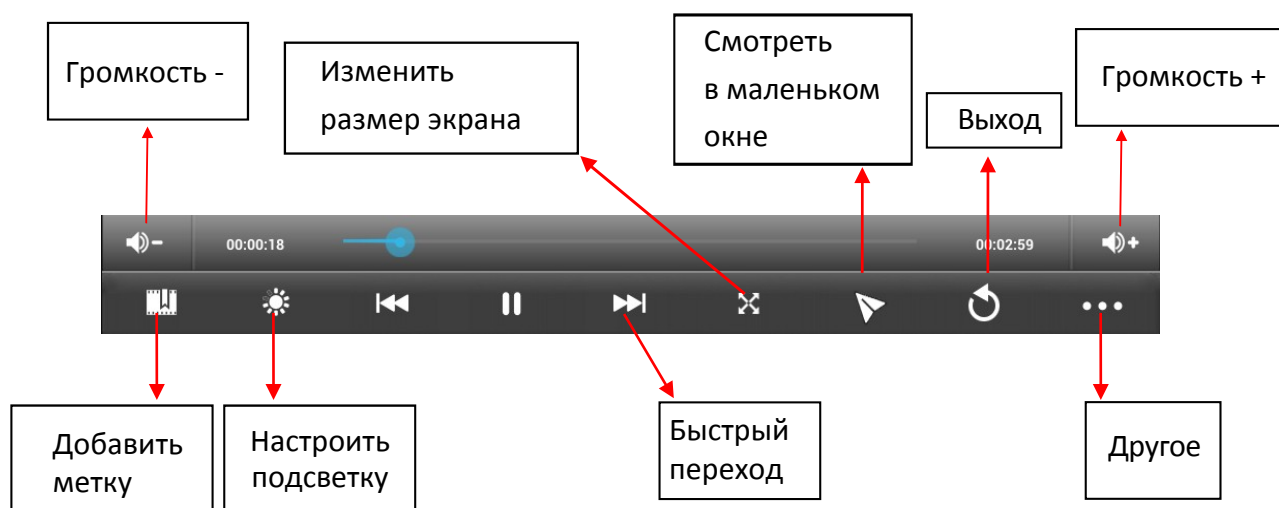 Громкость -
Изменить
размер экрана
Смотреть
в маленьком
окне
Выход
Громкость +
00:00:18
00:02:59
Добавить
метку
Настроить
подсветку
Быстрый
переход
Другое